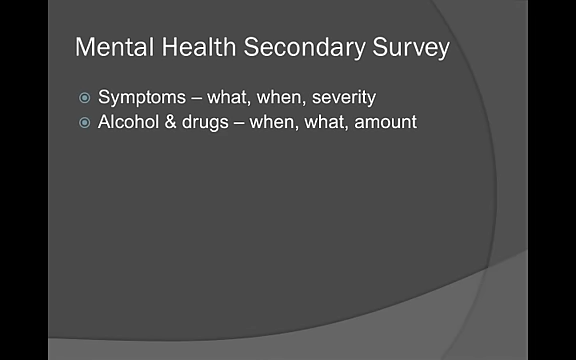 Mental Health Secondary Survey
Symptoms – what, when, severity
Alcohol & drugs – when, what, amount